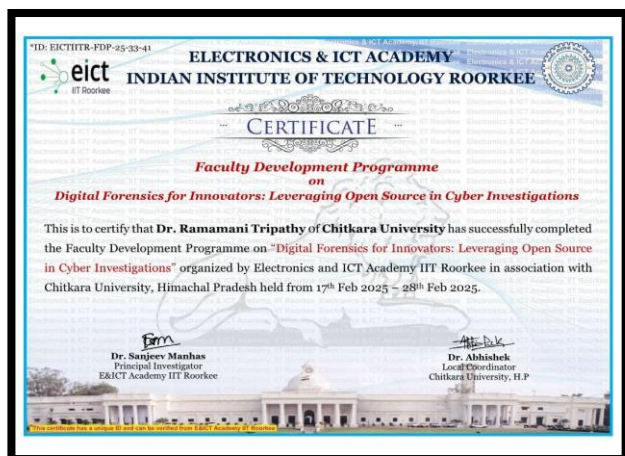 *ID: EICTIITR-FDP-25-33-41
eict
IIT Roorkee
ELECTRONICS & ICT ACADEMY
INDIAN INSTITUTE OF TECHNOLOGY ROORKEE
CERTIFICATE
Faculty Development Programme
on
Digital Forensics for Innovators: Leveraging Open Source in Cyber Investigations
This is to certify that Dr. Ramamani Tripathy of Chitkara University has successfully completed
the Faculty Development Programme on "Digital Forensics for Innovators: Leveraging Open Source
in Cyber Investigations" organized by Electronics and ICT Academy IIT Roorkee in association with
Chitkara University, Himachal Pradesh held from 17th Feb 2025 – 28th Feb 2025.
Dr. Sanjeev Manhas
Principal Investigator
E&ICT Academy IIT Roorkee
Dr. Abhishek
Local Coordinator
Chitkara University, H.P
*This certificate has a unique ID and can be verified from E&ICT Academy IIT Roorkee